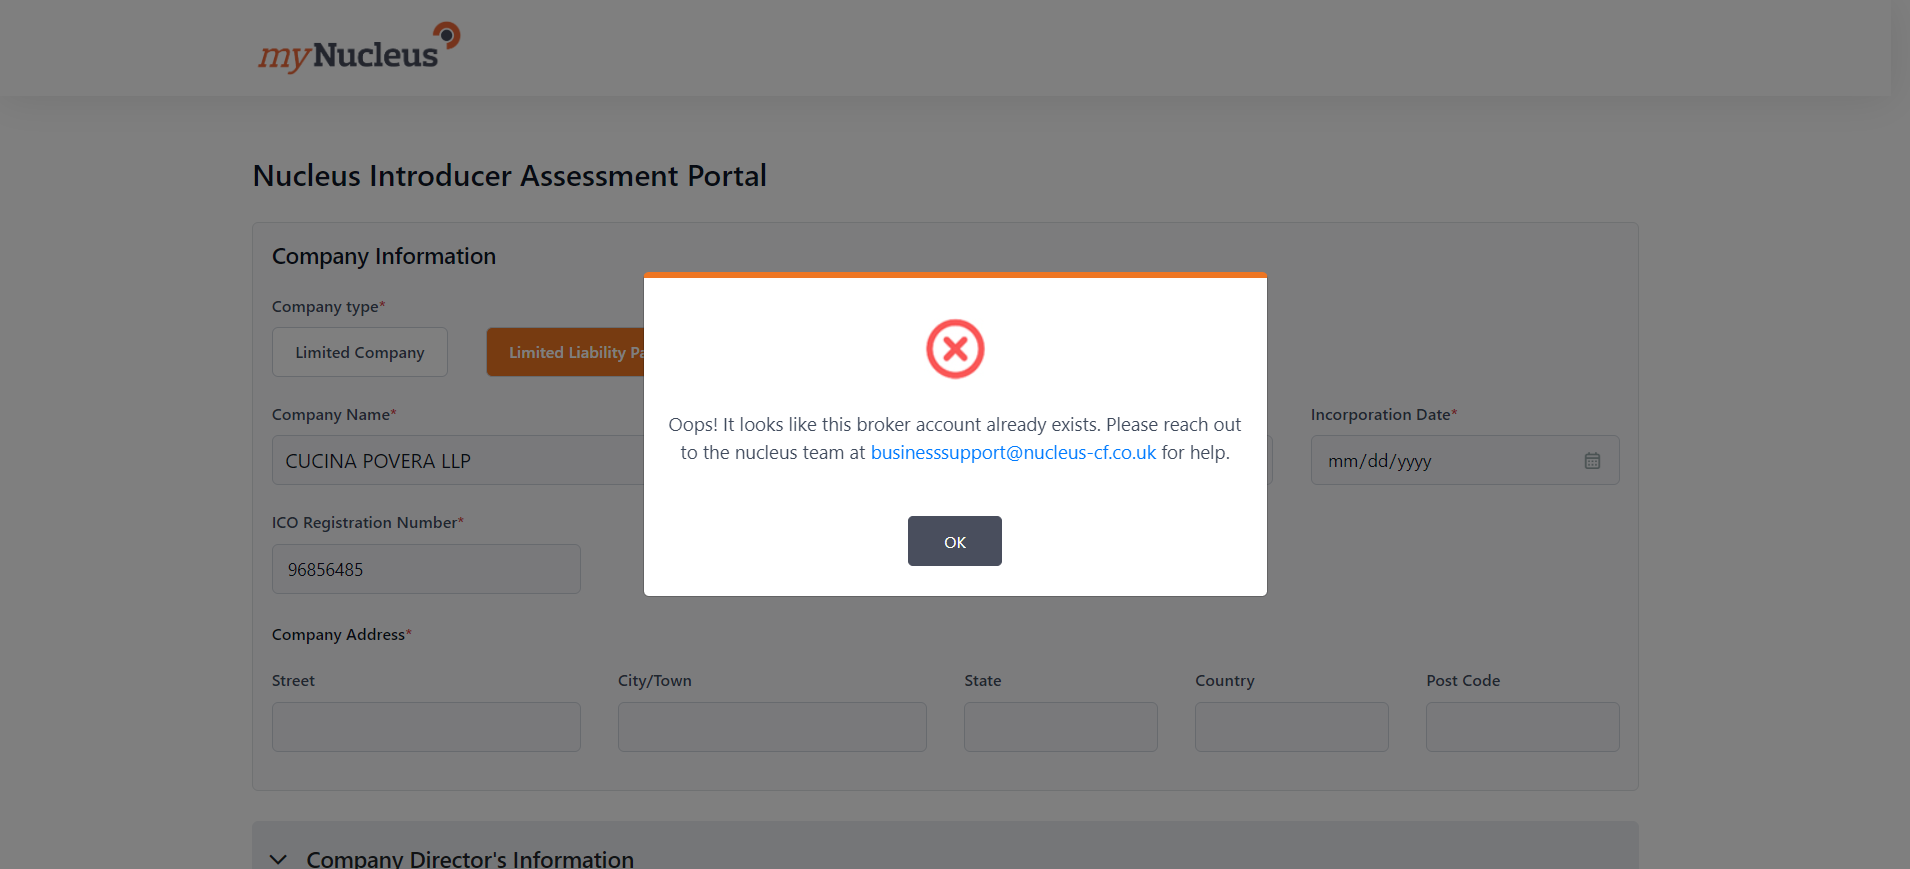 myNucleus
Nucleus Introducer Assessment Portal
Company Information
Company type*
Limited Company
Limited Liability
Company Name*
Incorporation Date*
CUCINA POVERA LLP
mm/dd/yyyy
ICO Registration Number*
96856485
Oops! It looks like this broker account already exists. Please reach out
to the nucleus team at businesssupport@nucleus-cf.co.uk for help.
OK
Company Address*
Street
City/Town
State
Country
Post Code
Company Director's Information